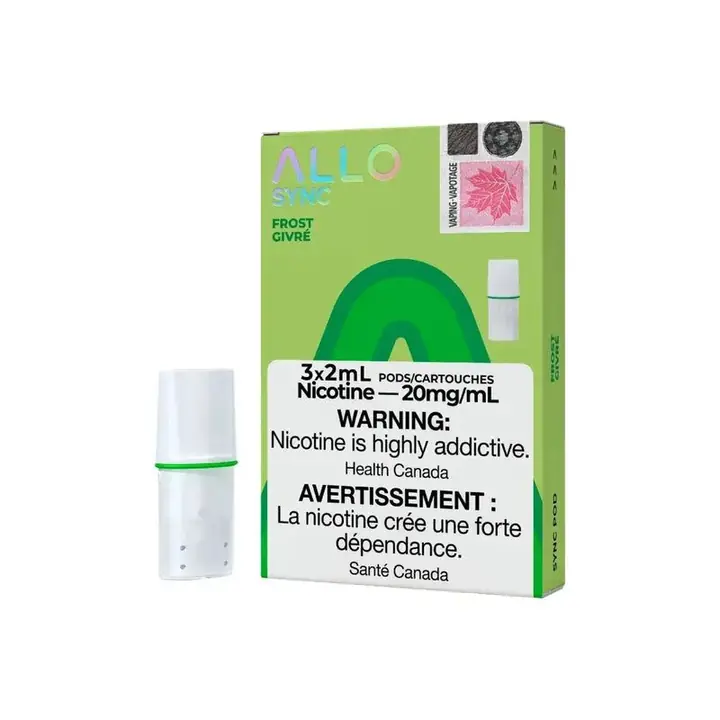 ALLO
SYNC
FROST
GIVRÉ
VAPING-VAPOTAGE
3x2mL PODS/CARTOUCHES
Nicotine — 20mg/mL
WARNING:
Nicotine is highly addictive.
Health Canada
AVERTISSEMENT :
La nicotine crée une forte
dépendance.
Santé Canada
FROST
GIVRÉ
SYNC POD